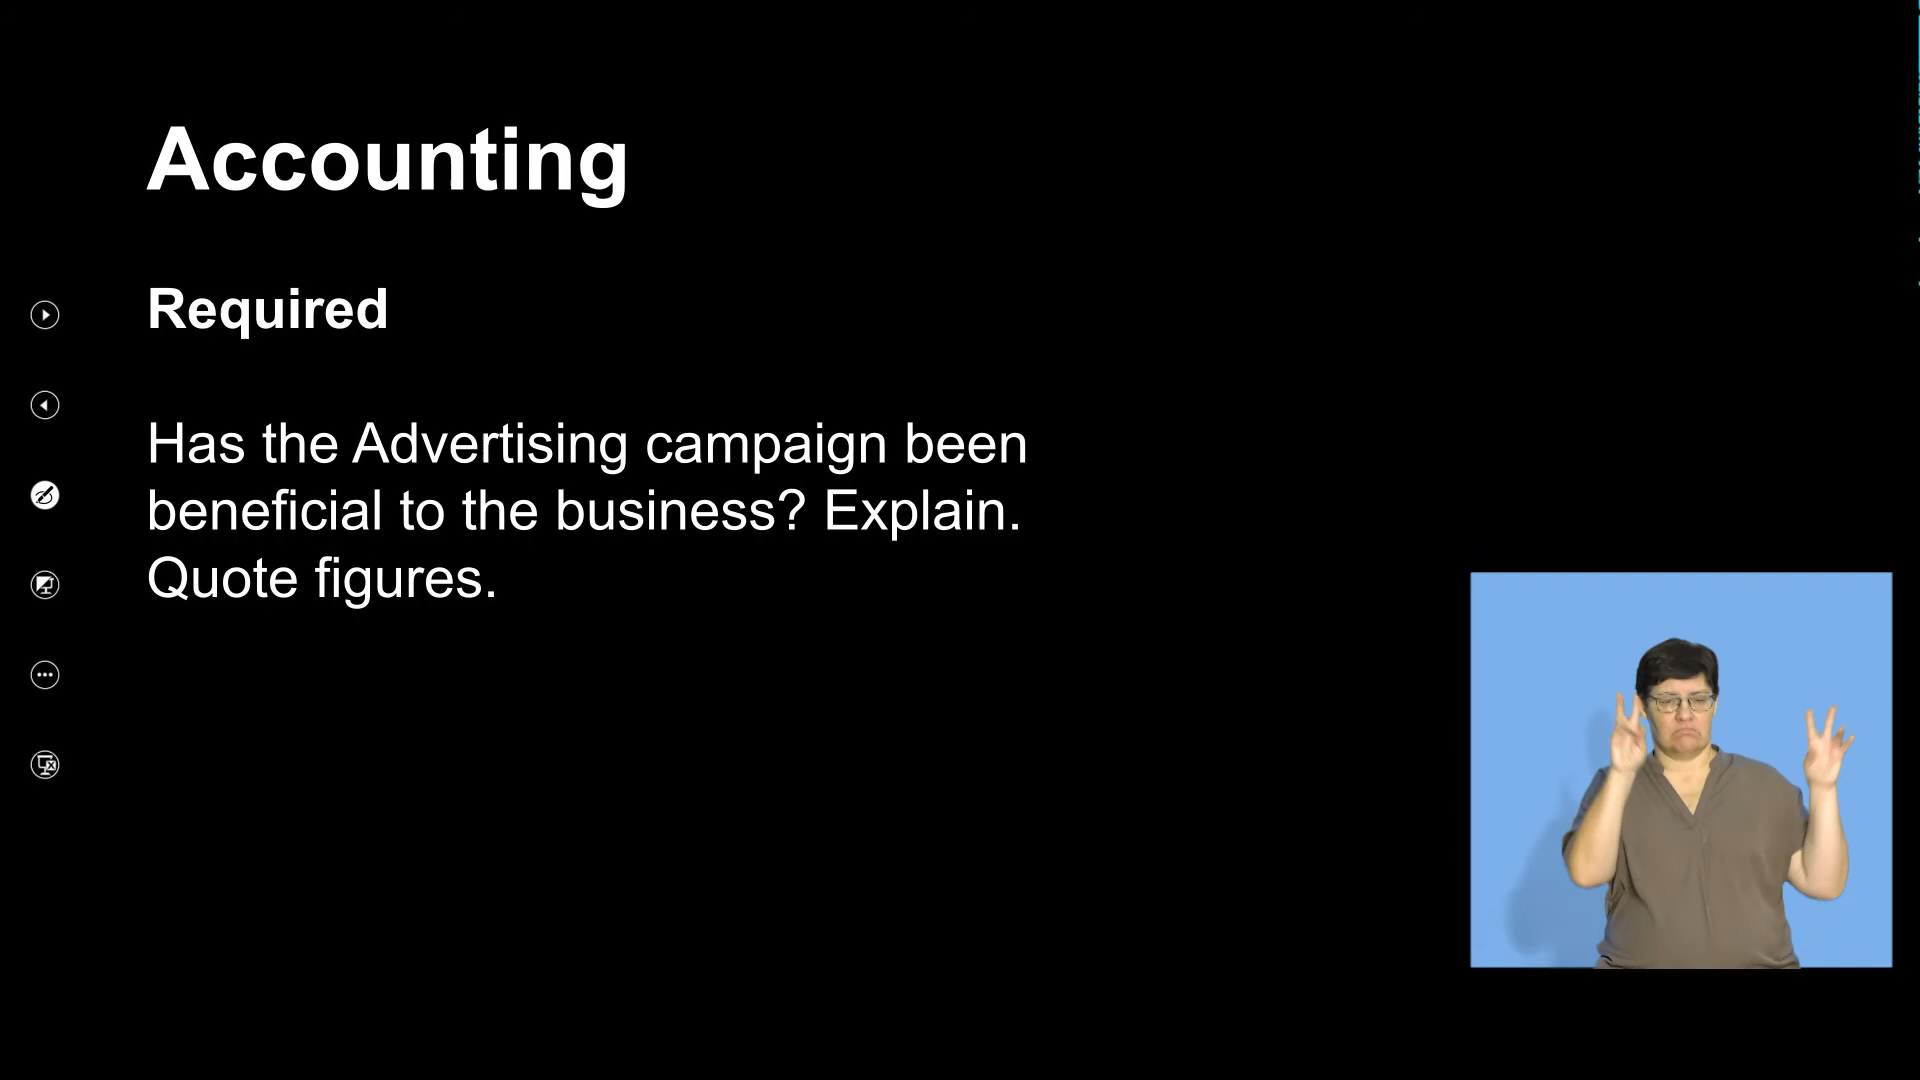 Accounting
Required
Has the Advertising campaign been
beneficial to the business? Explain.
Quote figures.